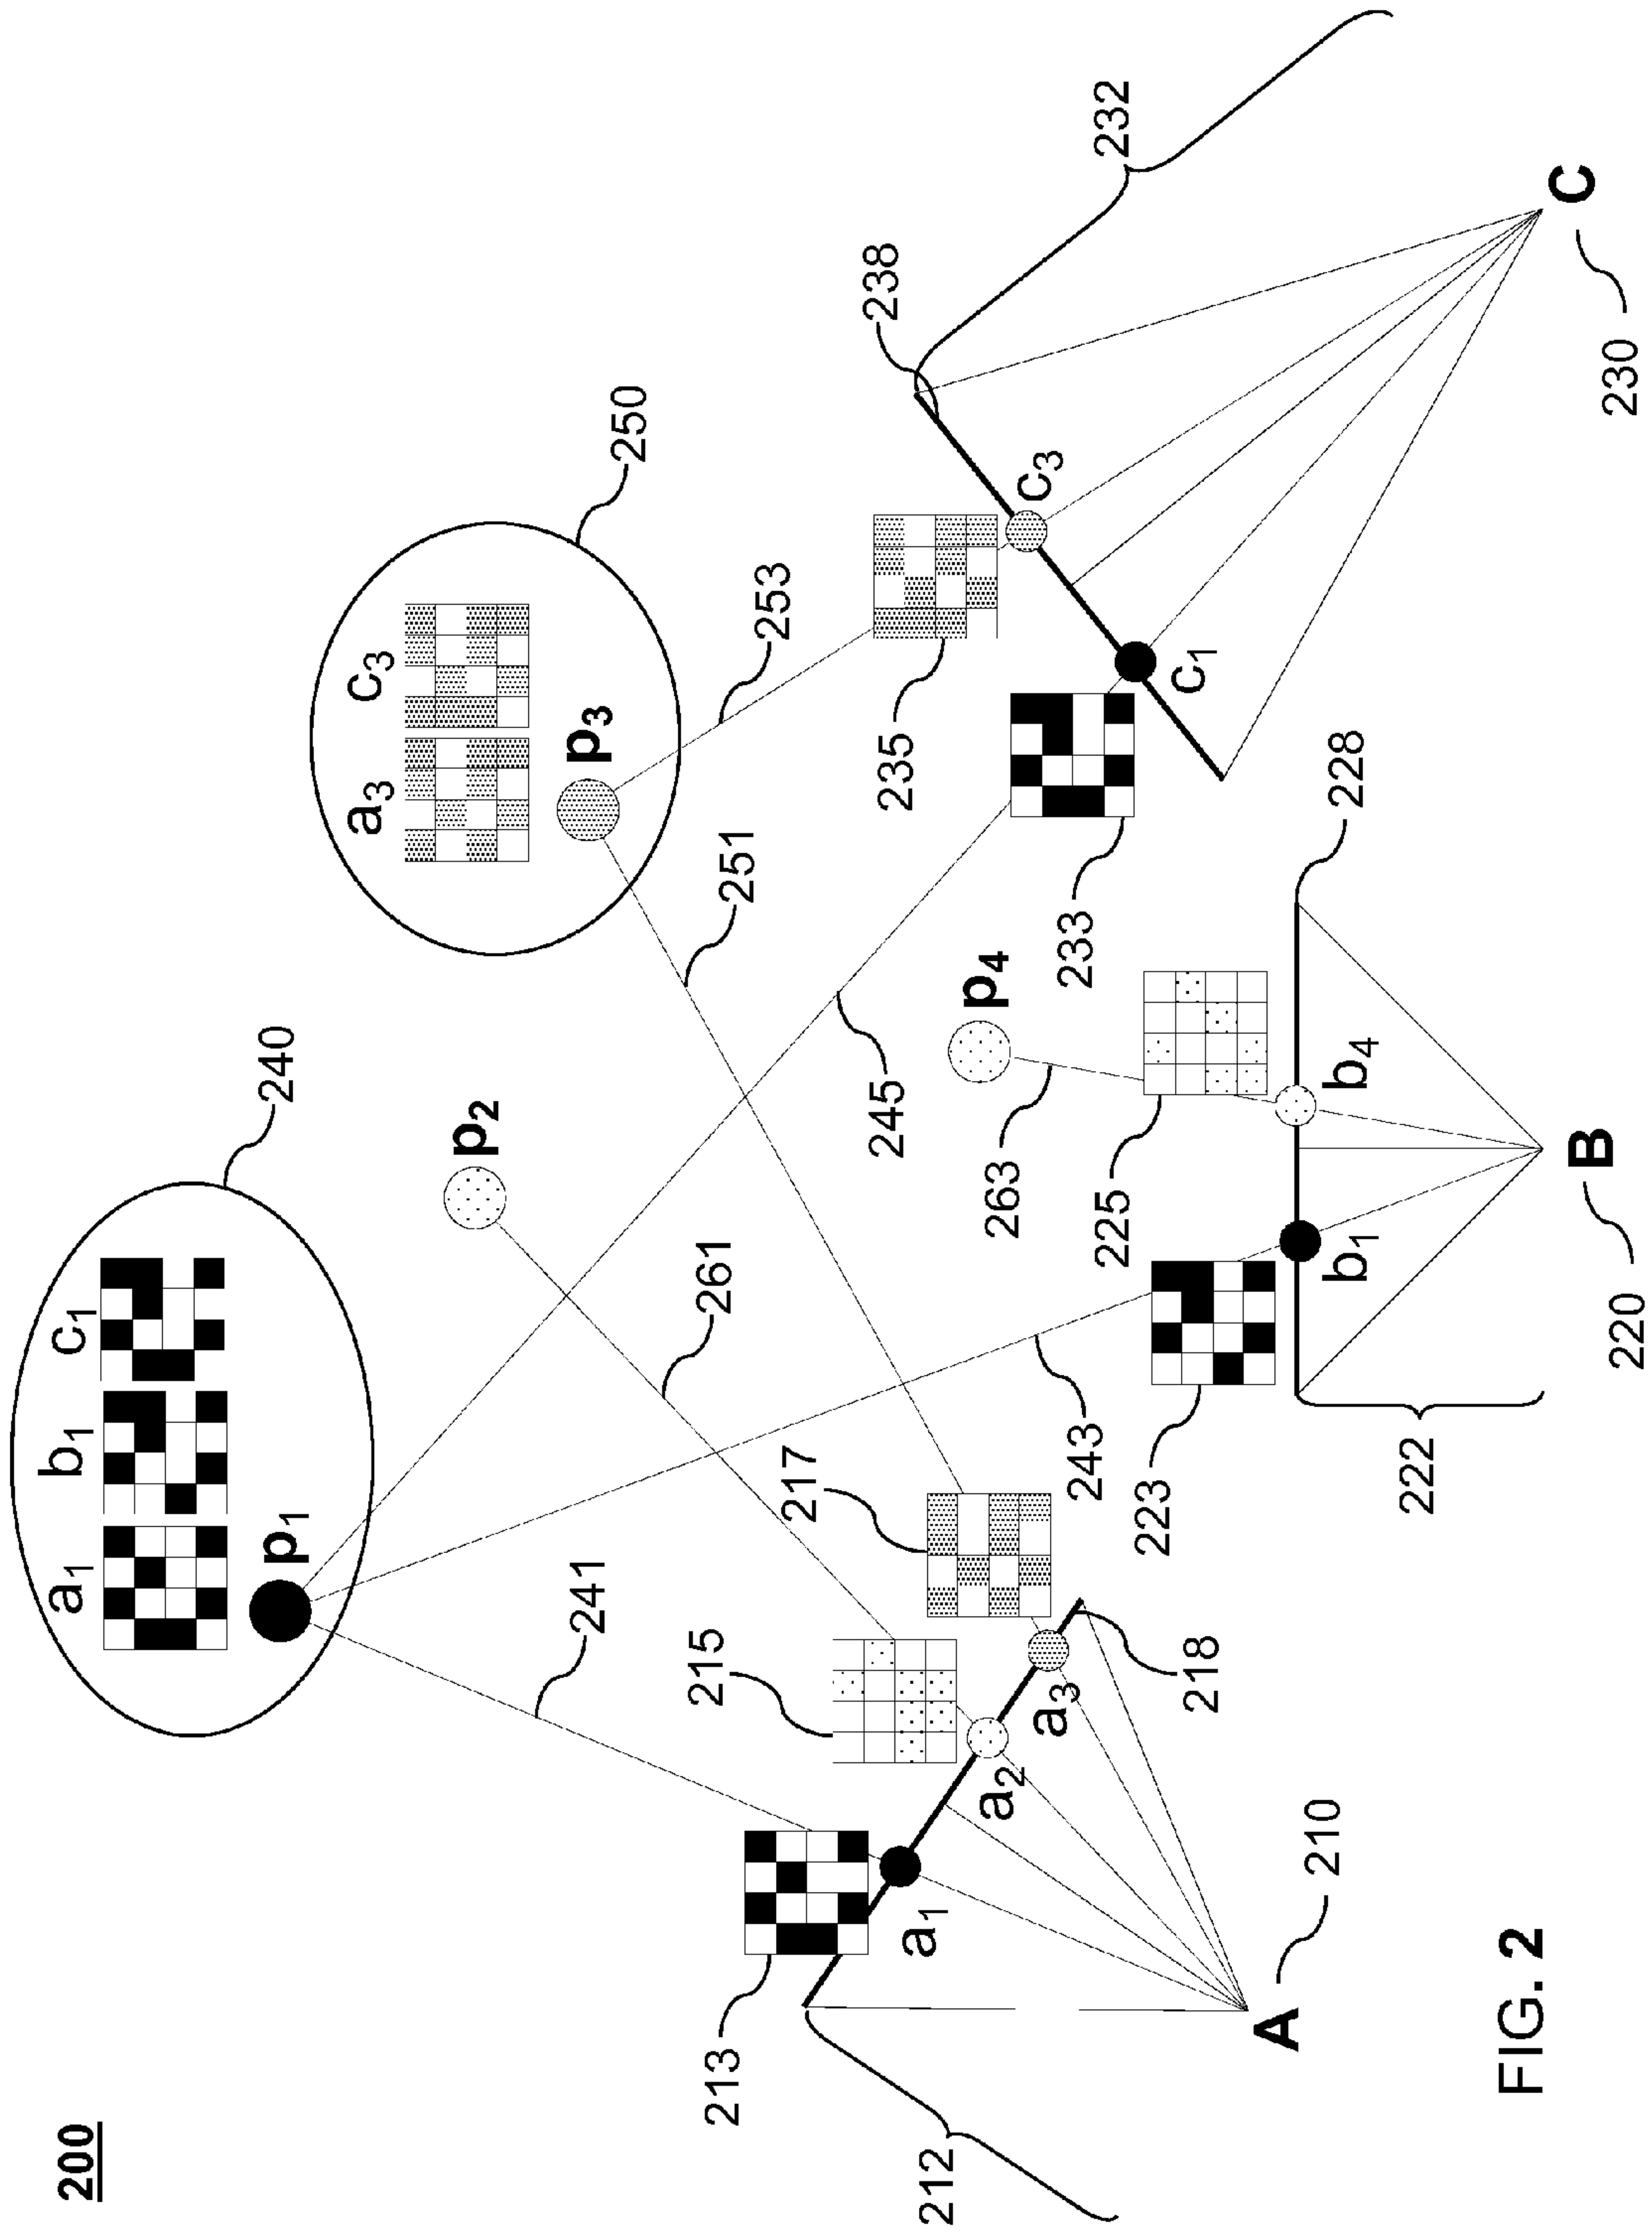 200
240
a₁ b₁ c₁
p₁
250
a₃ c₃
p₃
p₂
241
261
251
253
245
243
263
p₄
213
215
217
223
225
233
235
238
232
a₁
a₂
a₃
218
b₁
b₄
228
c₁
c₃
212
222
A
210
B
220
C
230
FIG. 2